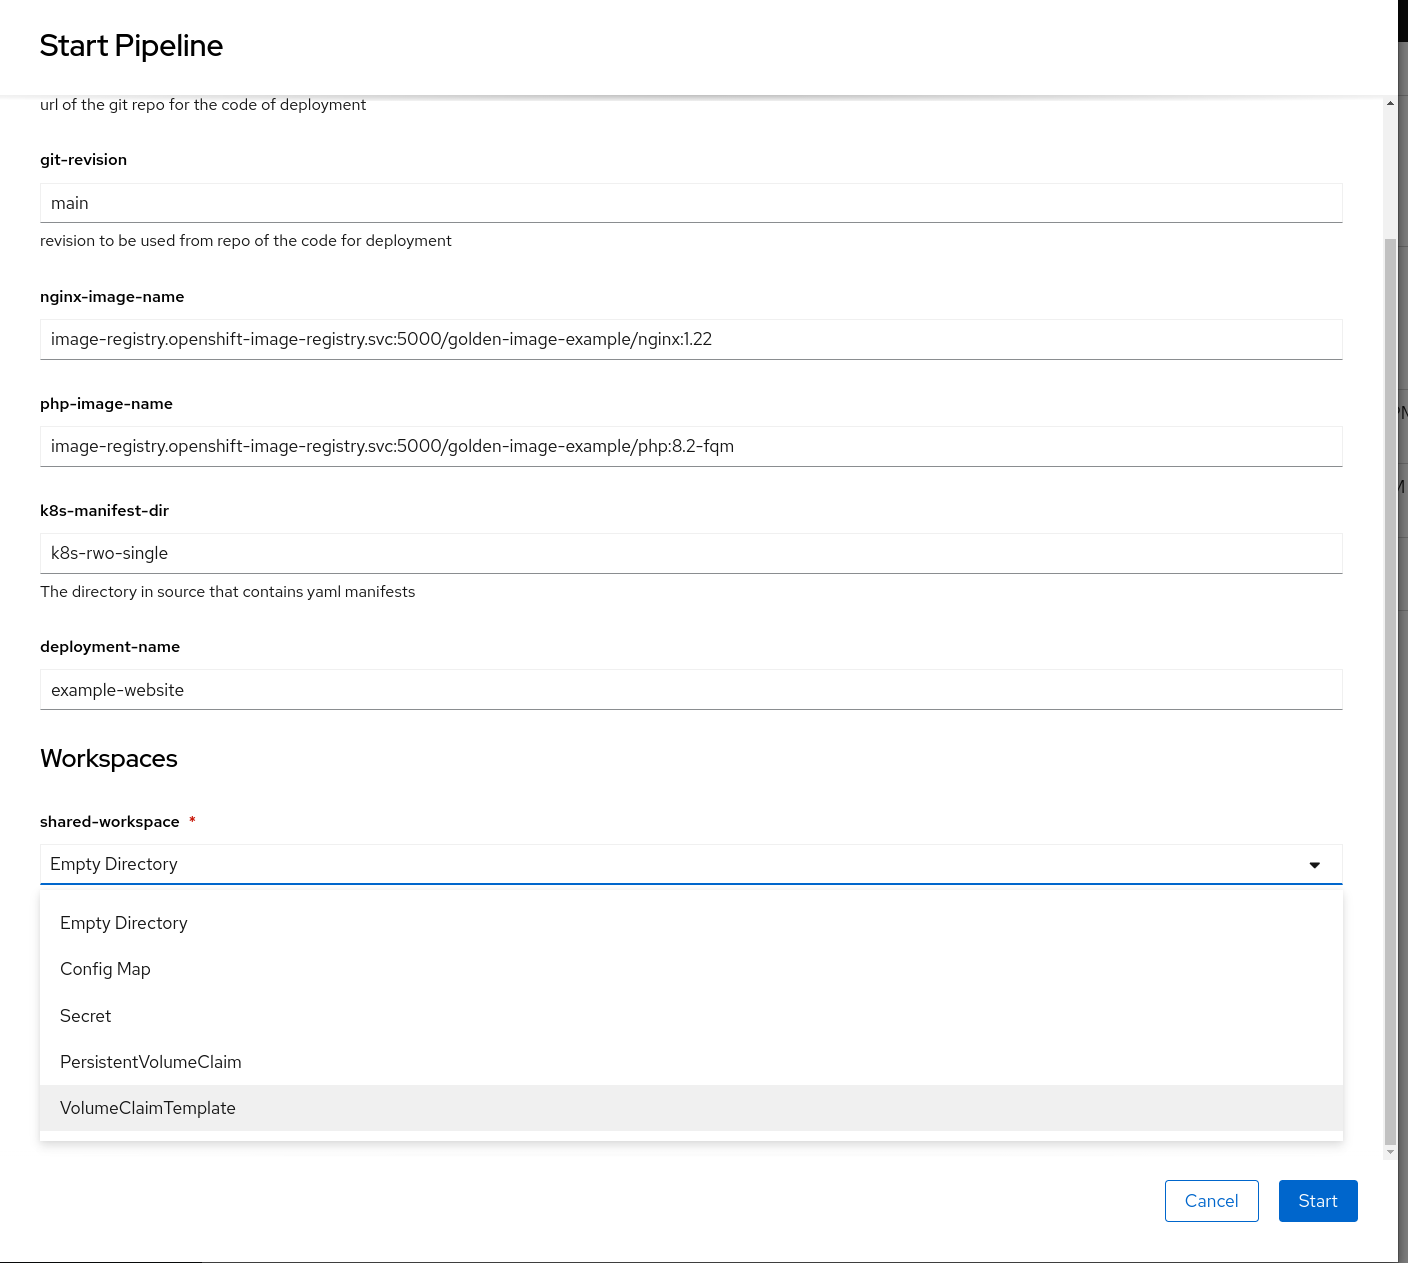 Start Pipeline
url of the git repo for the code of deployment
git-revision
main
revision to be used from repo of the code for deployment
nginx-image-name
image-registry.openshift-image-registry.svc:5000/golden-image-example/nginx:1.22
php-image-name
image-registry.openshift-image-registry.svc:5000/golden-image-example/php:8.2-fqm
k8s-manifest-dir
k8s-rwo-single
The directory in source that contains yaml manifests
deployment-name
example-website
Workspaces
shared-workspace *
Empty Directory
Empty Directory
Config Map
Secret
PersistentVolumeClaim
VolumeClaimTemplate
Cancel
Start